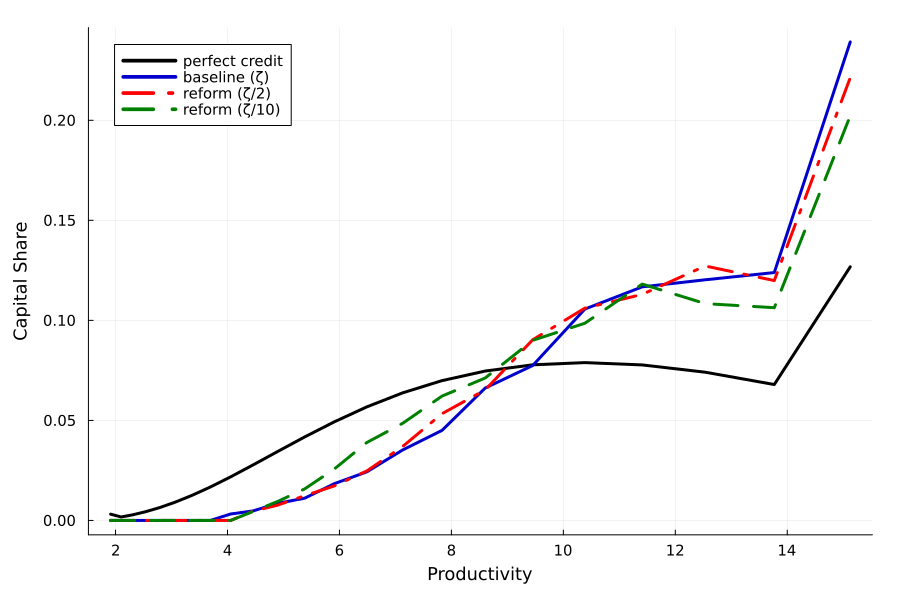 perfect credit
baseline (ζ)
reform (ζ/2)
reform (ζ/10)
Capital Share
0.20
0.15
0.10
0.05
0.00
2 4 6 8 10 12 14
Productivity